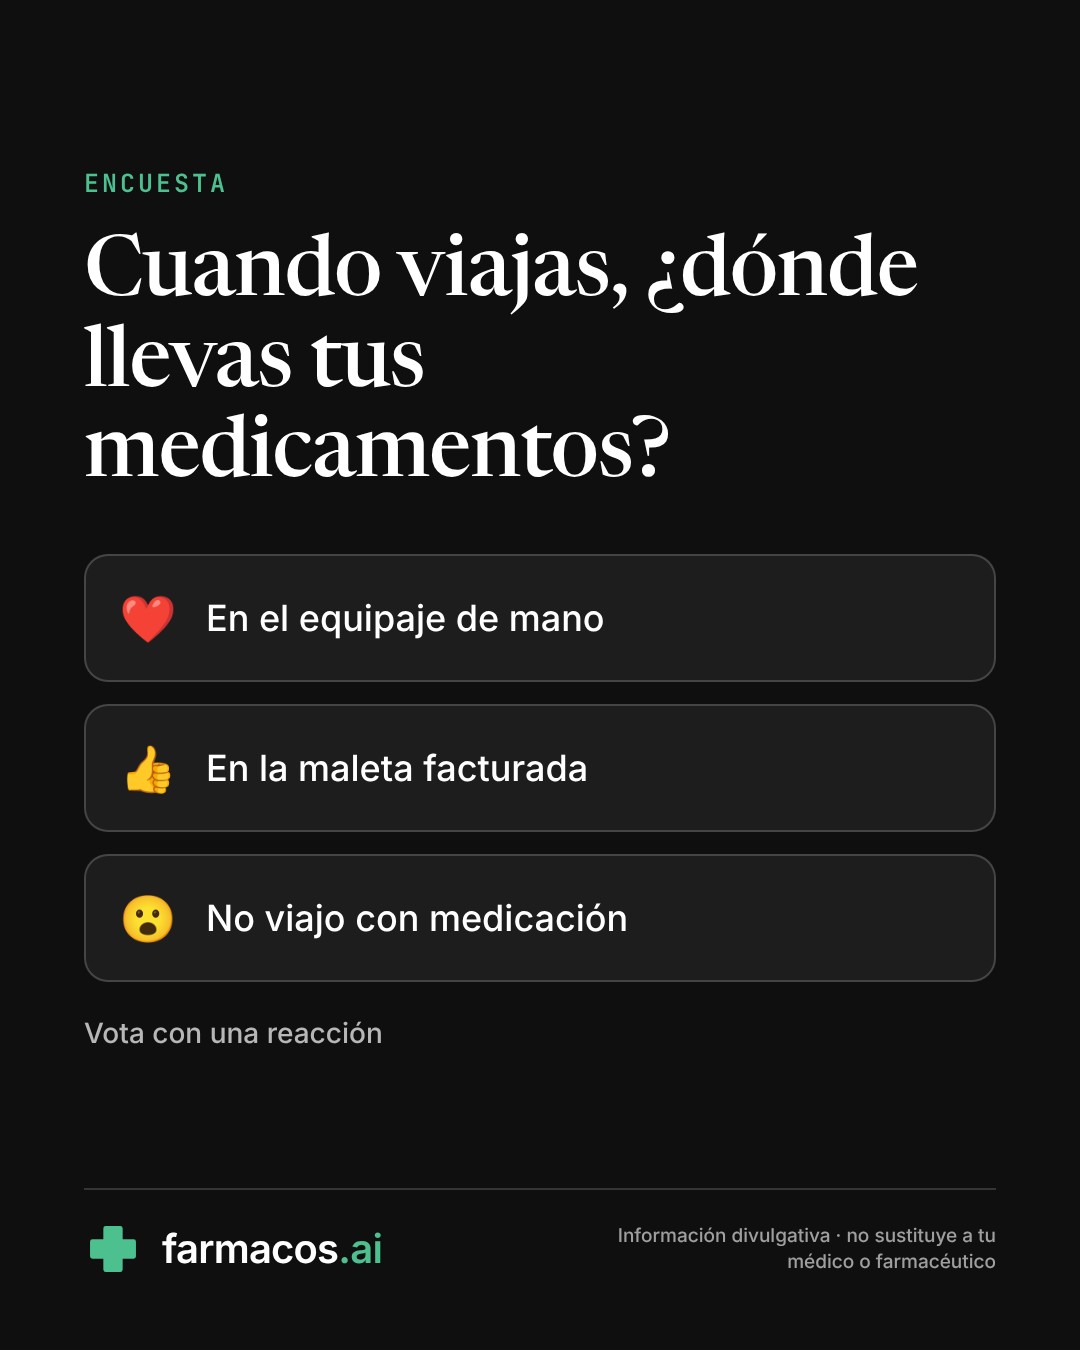 ENCUESTA
Cuando viajas, ¿dónde
llevas tus
medicamentos?
En el equipaje de mano
En la maleta facturada
No viajo con medicación
Vota con una reacción
farmacos.ai
Información divulgativa · no sustituye a tu
médico o farmacéutico